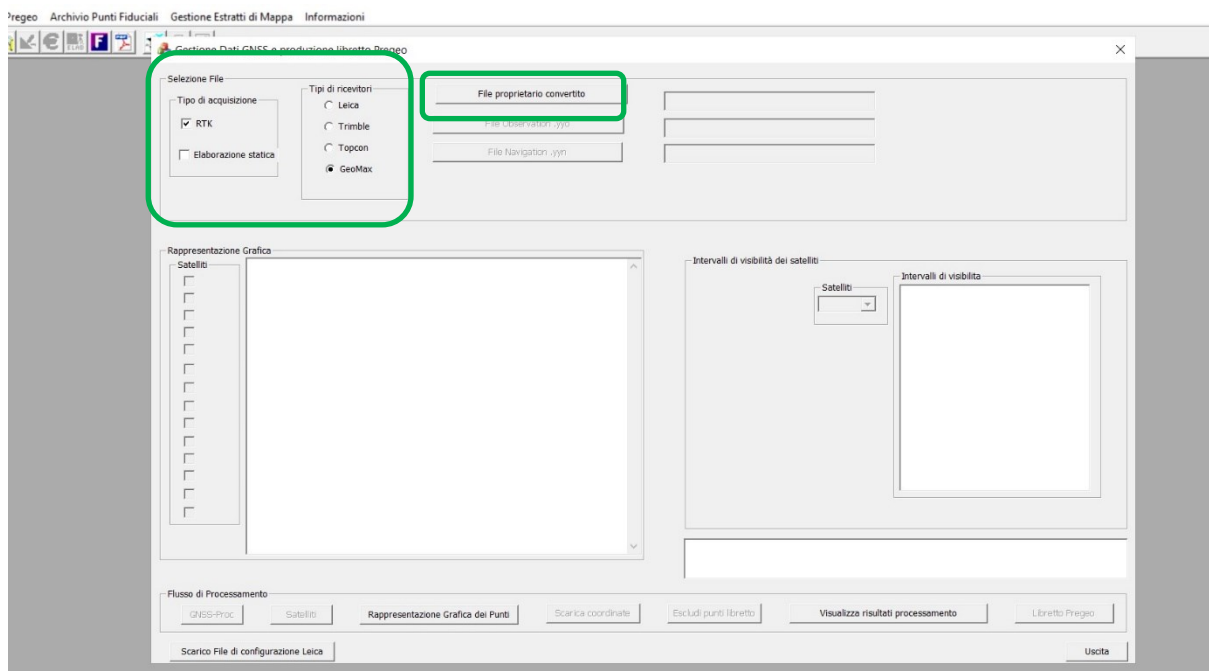 Pregeo Archivio Punti Fiduciali Gestione Estratti di Mappa Informazioni
Gestione Dati GNSS e produzione libretto Pregeo
Selezione File
Tipo di acquisizione
RTK
Elaborazione statica
Tipi di ricevitori
Leica
Trimble
Topcon
GeoMax
File proprietario convertito
File Observation .yyo
File Navigation .yyn
Rappresentazione Grafica
Satelliti
Intervalli di visibilità dei satelliti
Satelliti
Intervalli di visibilita
Flusso di Processamento
GNSS-Proc Satelliti Rappresentazione Grafica dei Punti Scarica coordinate Escludi punti libretto Visualizza risultati processamento Libretto Pregeo
Scarico File di configurazione Leica Uscita